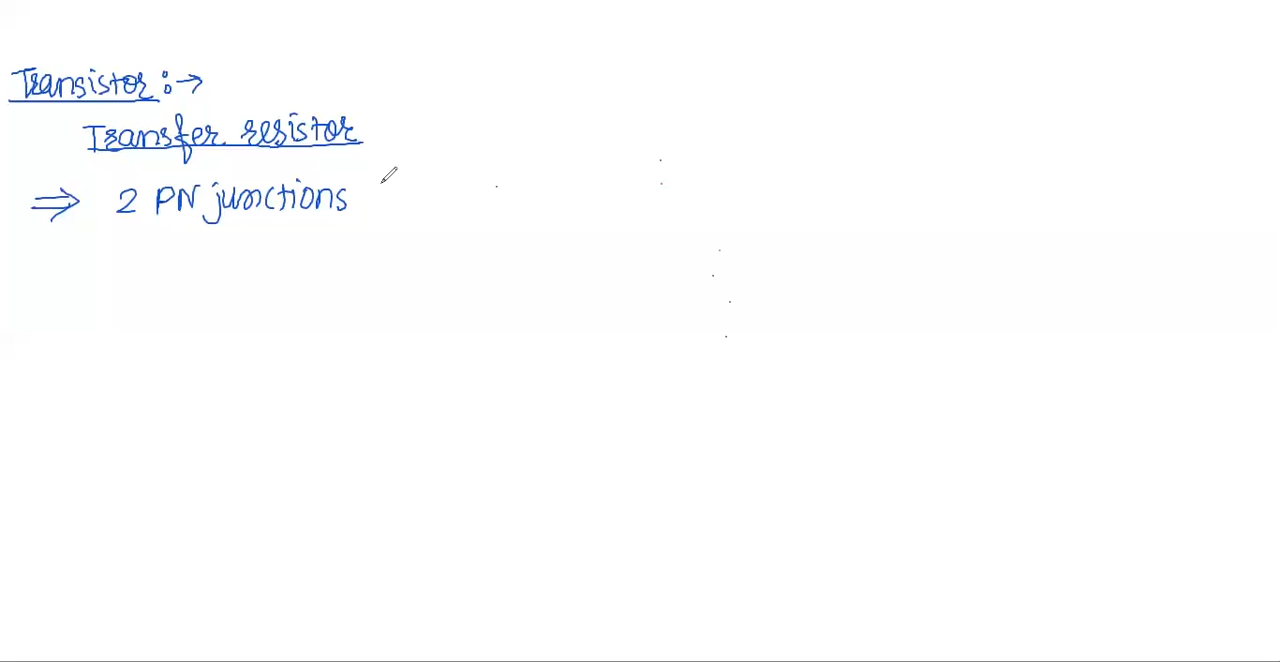 Transistor :→
Transfer resistor
⇒ 2 PN junctions